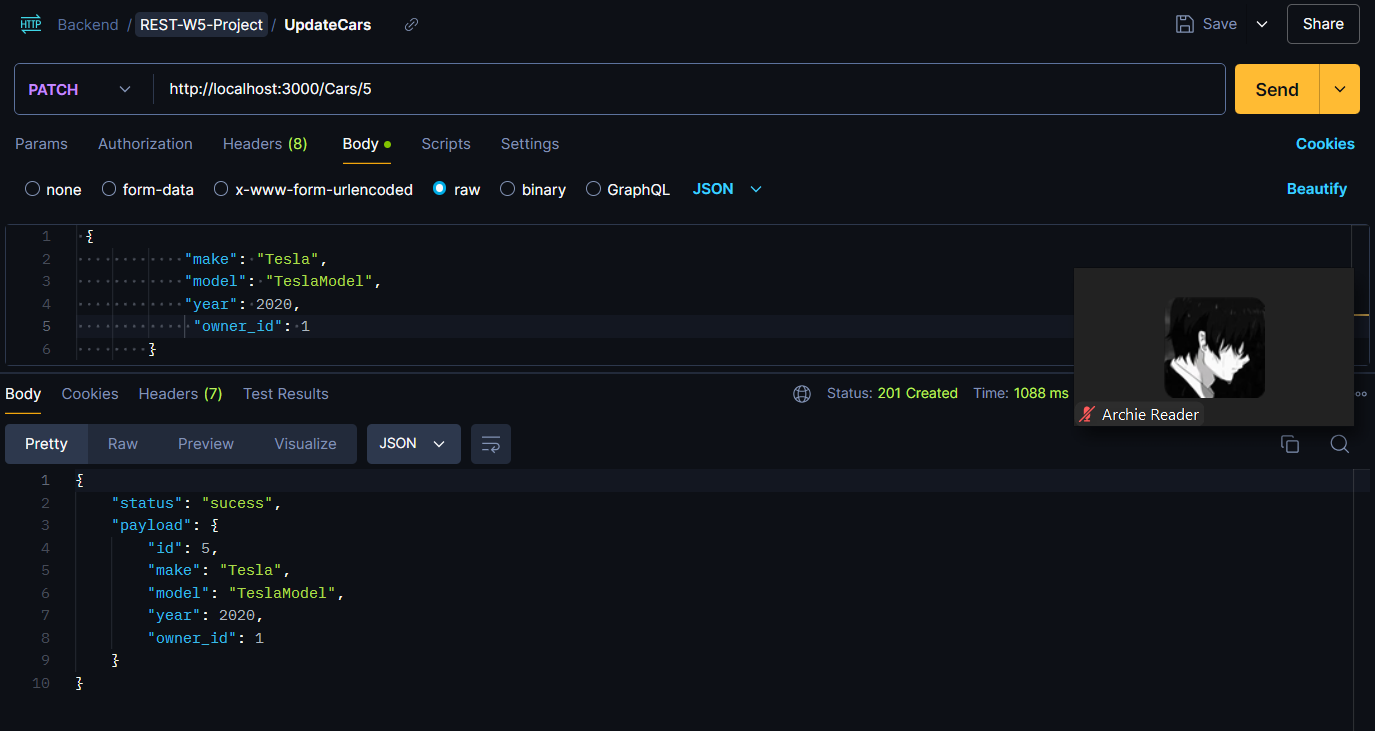 HTTP Backend / REST-W5-Project / UpdateCars Save Share
PATCH http://localhost:3000/Cars/5 Send
Params Authorization Headers (8) Body Scripts Settings Cookies
none form-data x-www-form-urlencoded raw binary GraphQL JSON Beautify
1 {
2 "make": "Tesla",
3 "model": "TeslaModel",
4 "year": 2020,
5 "owner_id": 1
6 }
Body Cookies Headers (7) Test Results Status: 201 Created Time: 1088 ms
Archie Reader
Pretty Raw Preview Visualize JSON
1 {
2 "status": "sucess",
3 "payload": {
4 "id": 5,
5 "make": "Tesla",
6 "model": "TeslaModel",
7 "year": 2020,
8 "owner_id": 1
9 }
10 }